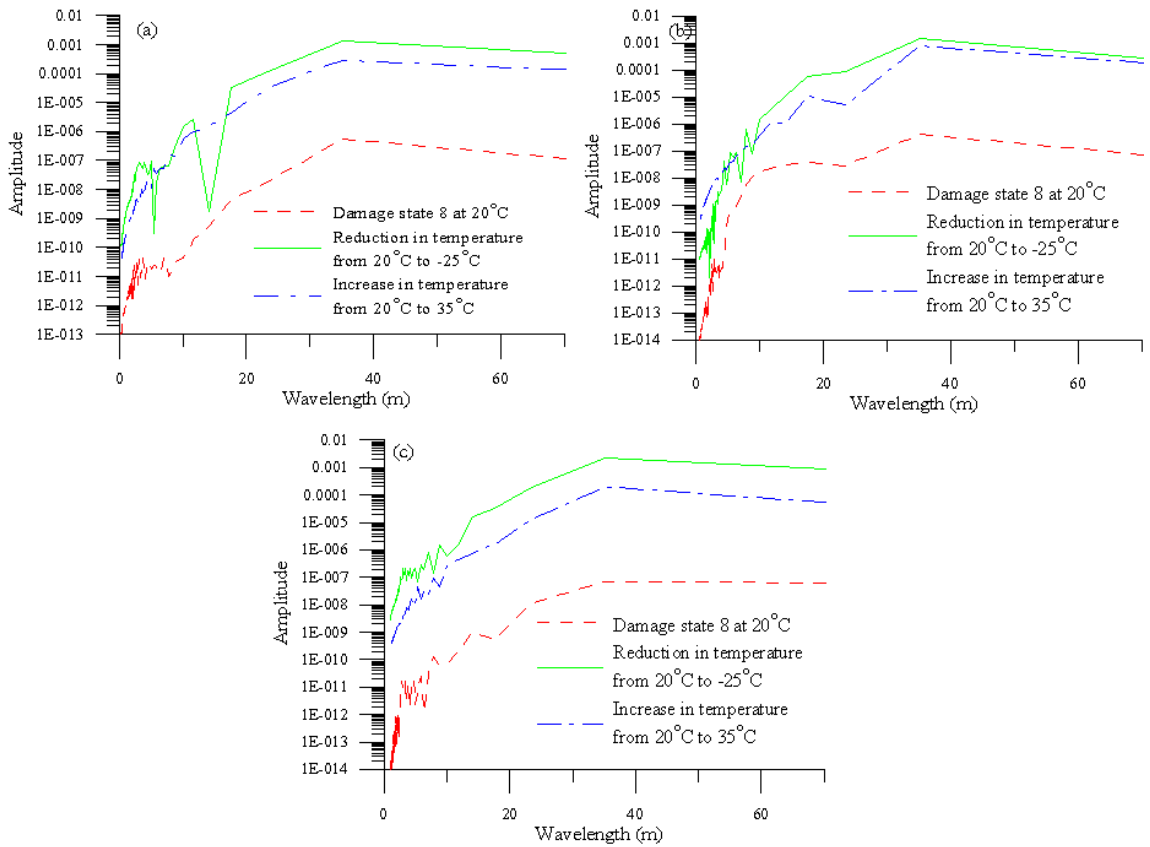 (a)
0.01
0.001
0.0001
1E-005
1E-006
1E-007
1E-008
1E-009
1E-010
1E-011
1E-012
1E-013
Amplitude
Damage state 8 at 20°C
Reduction in temperature
from 20°C to -25°C
Increase in temperature
from 20°C to 35°C
0 20 40 60
Wavelength (m)
(b)
0.01
0.001
0.0001
1E-005
1E-006
1E-007
1E-008
1E-009
1E-010
1E-011
1E-012
1E-013
1E-014
Amplitude
Damage state 8 at 20°C
Reduction in temperature
from 20°C to -25°C
Increase in temperature
from 20°C to 35°C
0 20 40 60
Wavelength (m)
(c)
0.01
0.001
0.0001
1E-005
1E-006
1E-007
1E-008
1E-009
1E-010
1E-011
1E-012
1E-013
1E-014
Amplitude
Damage state 8 at 20°C
Reduction in temperature
from 20°C to -25°C
Increase in temperature
from 20°C to 35°C
0 20 40 60
Wavelength (m)